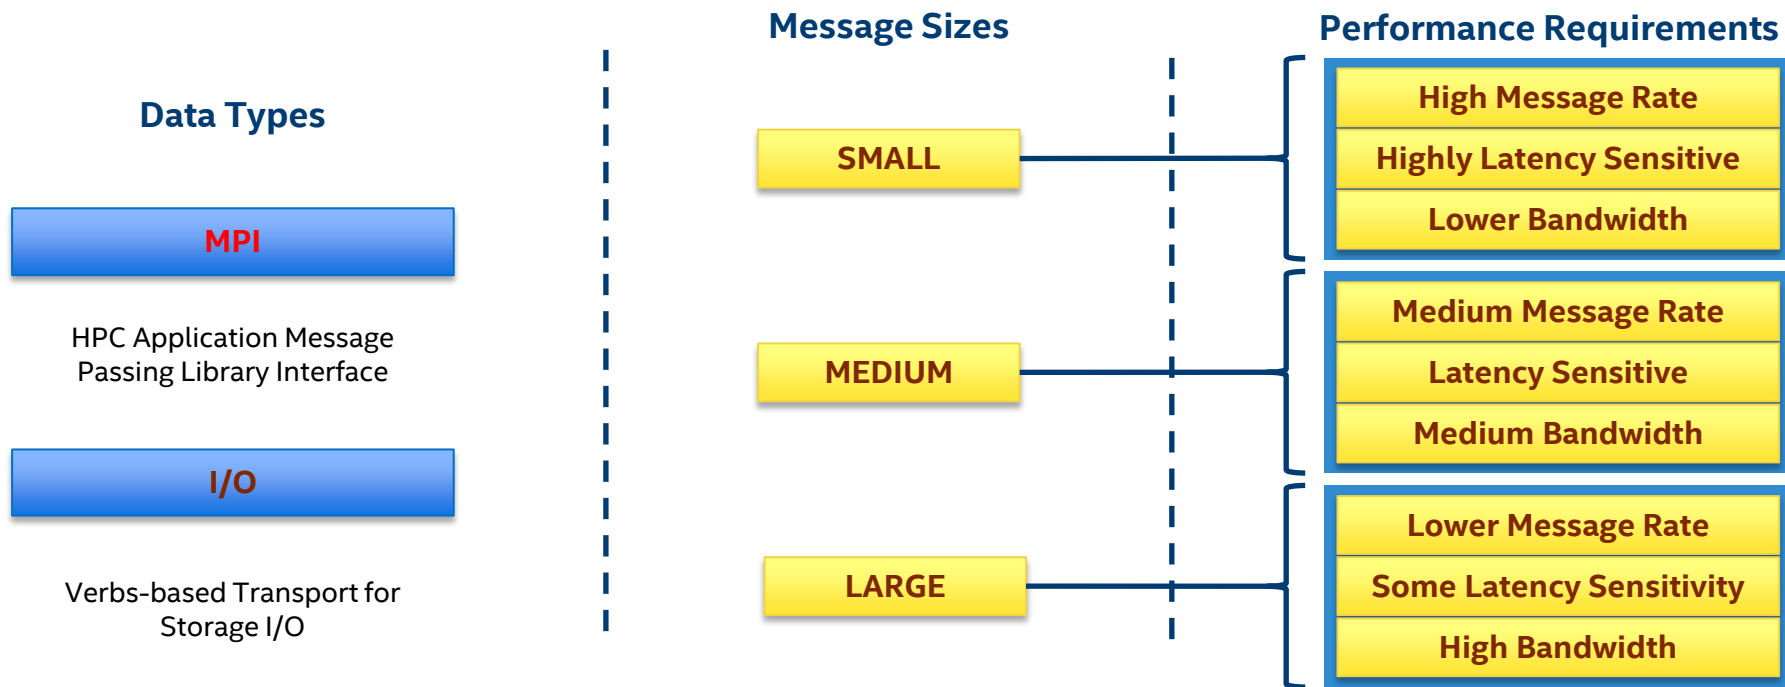 Data Types
MPI
HPC Application Message
Passing Library Interface
I/O
Verbs-based Transport for
Storage I/O
Message Sizes
SMALL
MEDIUM
LARGE
Performance Requirements
High Message Rate
Highly Latency Sensitive
Lower Bandwidth
Medium Message Rate
Latency Sensitive
Medium Bandwidth
Lower Message Rate
Some Latency Sensitivity
High Bandwidth